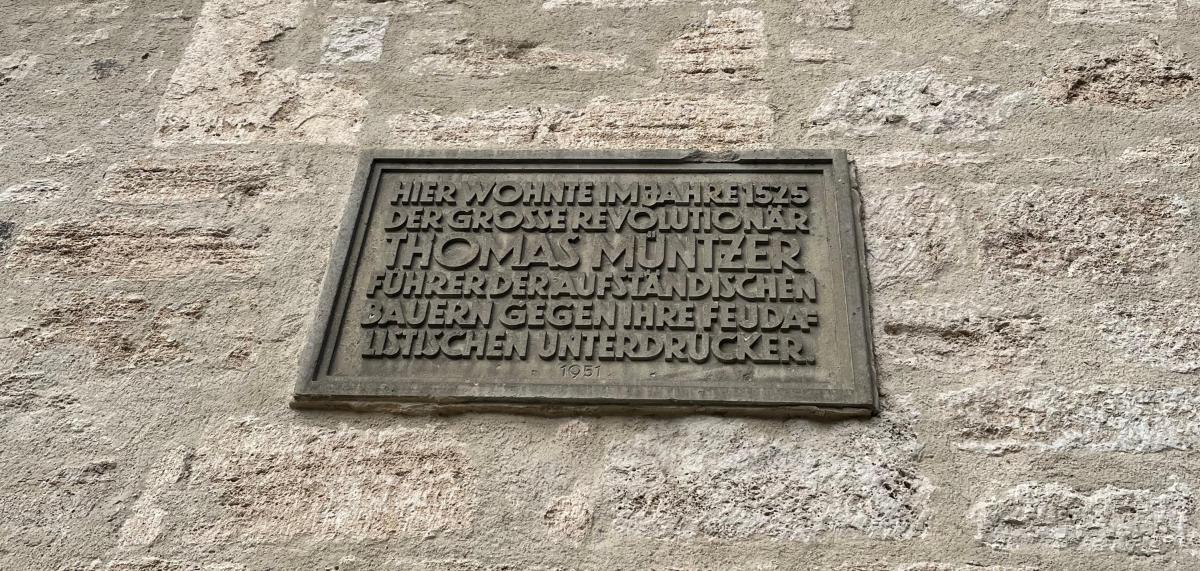 HIER WOHNTE IM JAHRE 1525
DER GROSSE REVOLUTIONÄR
THOMAS MÜNTZER
FÜHRER DER AUFSTÄNDISCHEN
BAUERN GEGEN IHRE FEUDA-
LISTISCHEN UNTERDRÜCKER.
1951